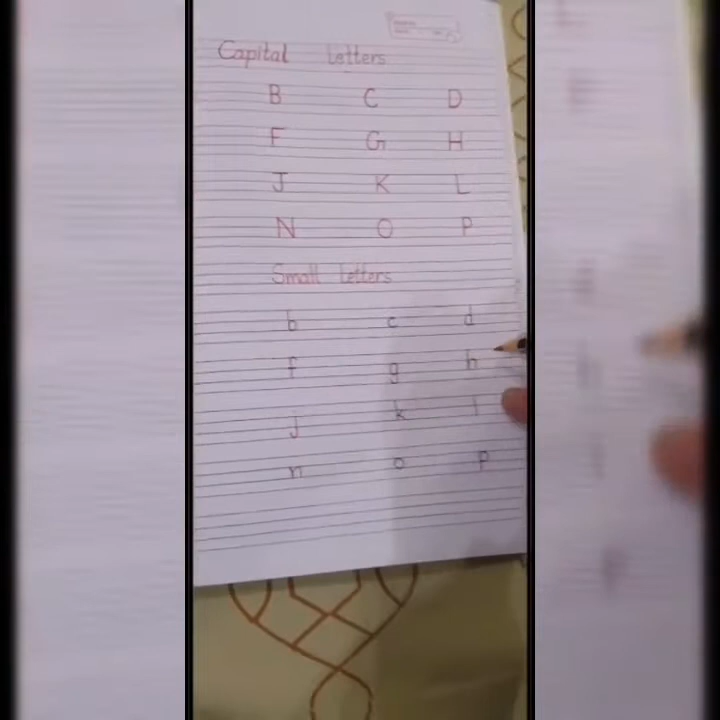 Capital Letters
B C D
F G H
J K L
N O P
Small Letters
b c d
f g h
j k l
n o p